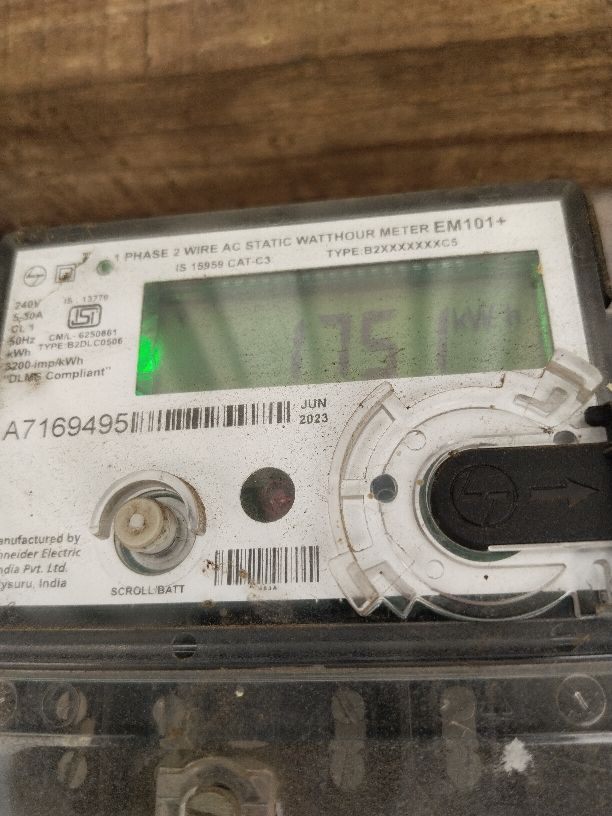 1 PHASE 2 WIRE AC STATIC WATTHOUR METER EM101+
IS 15959 CAT-C3 TYPE:B2XXXXXXXC5
240V
IS : 13779
5-30A
CL 1
50Hz
CM/L - 6250861
kWh
TYPE:B2DLC0506
3200 imp/kWh
"DLMS Compliant"
1751 kWh
A7169495
JUN
2023
SCROLL/BATT
anufactured by
hneider Electric
ndia Pvt. Ltd.
ysuru, India